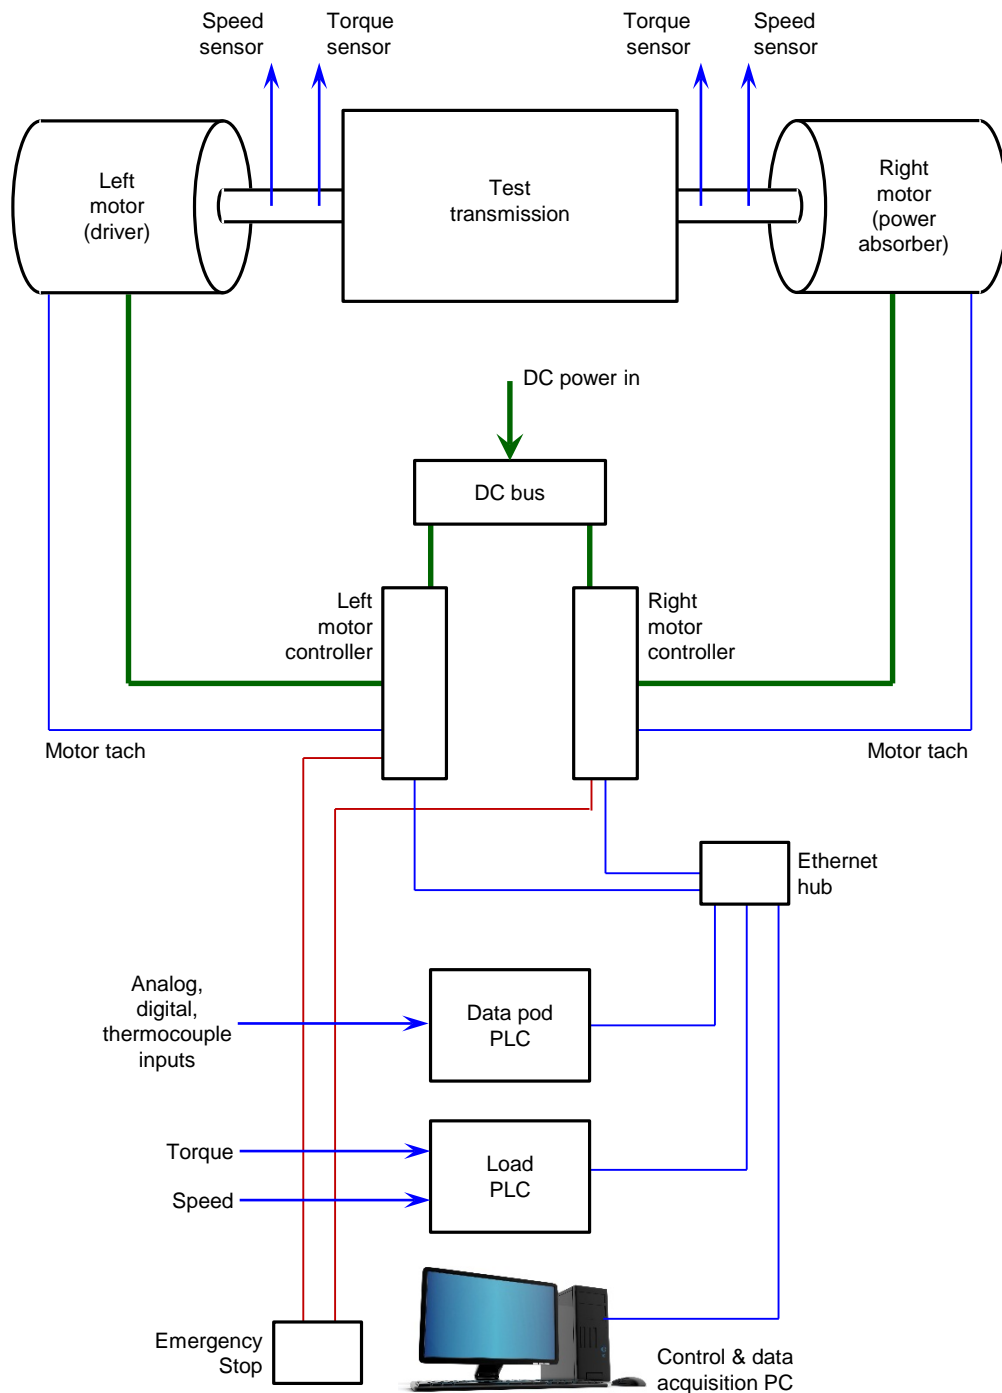 Speed
sensor
Torque
sensor
Torque
sensor
Speed
sensor
Left
motor
(driver)
Test
transmission
Right
motor
(power
absorber)
DC power in
DC bus
Left
motor
controller
Right
motor
controller
Motor tach
Motor tach
Ethernet
hub
Analog,
digital,
thermocouple
inputs
Data pod
PLC
Torque
Speed
Load
PLC
Emergency
Stop
Control & data
acquisition PC